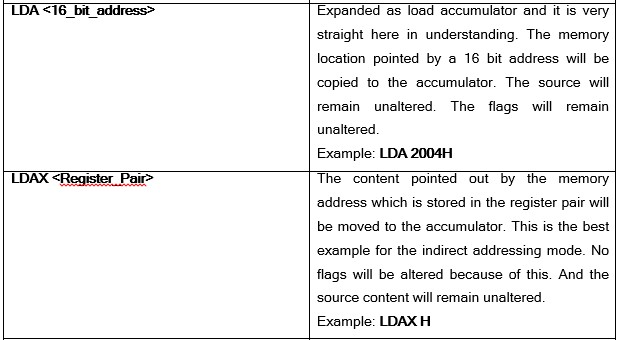 LDA <16_bit_address>
Expanded as load accumulator and it is very
straight here in understanding. The memory
location pointed by a 16 bit address will be
copied to the accumulator. The source will
remain unaltered. The flags will remain
unaltered.
Example: LDA 2004H
LDAX <Register_Pair>
The content pointed out by the memory
address which is stored in the register pair will
be moved to the accumulator. This is the best
example for the indirect addressing mode. No
flags will be altered because of this. And the
source content will remain unaltered.
Example: LDAX H